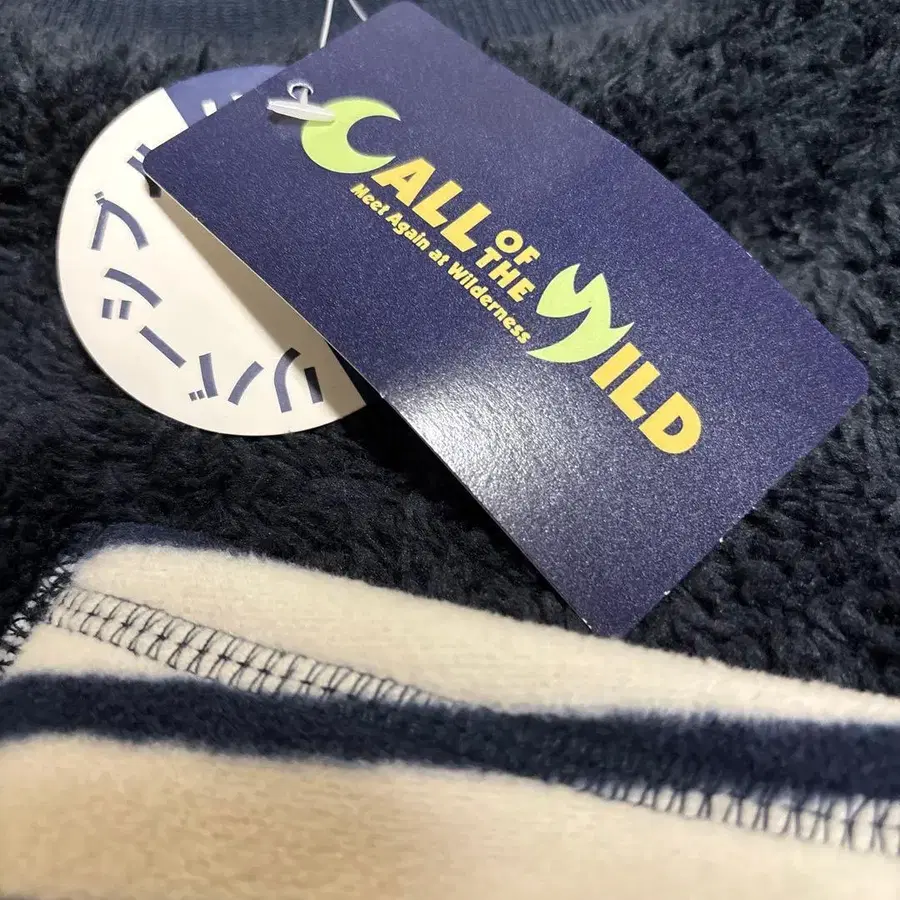 CALL
OF
THE
WILD
Meet Again at Wilderness
リバーシブル